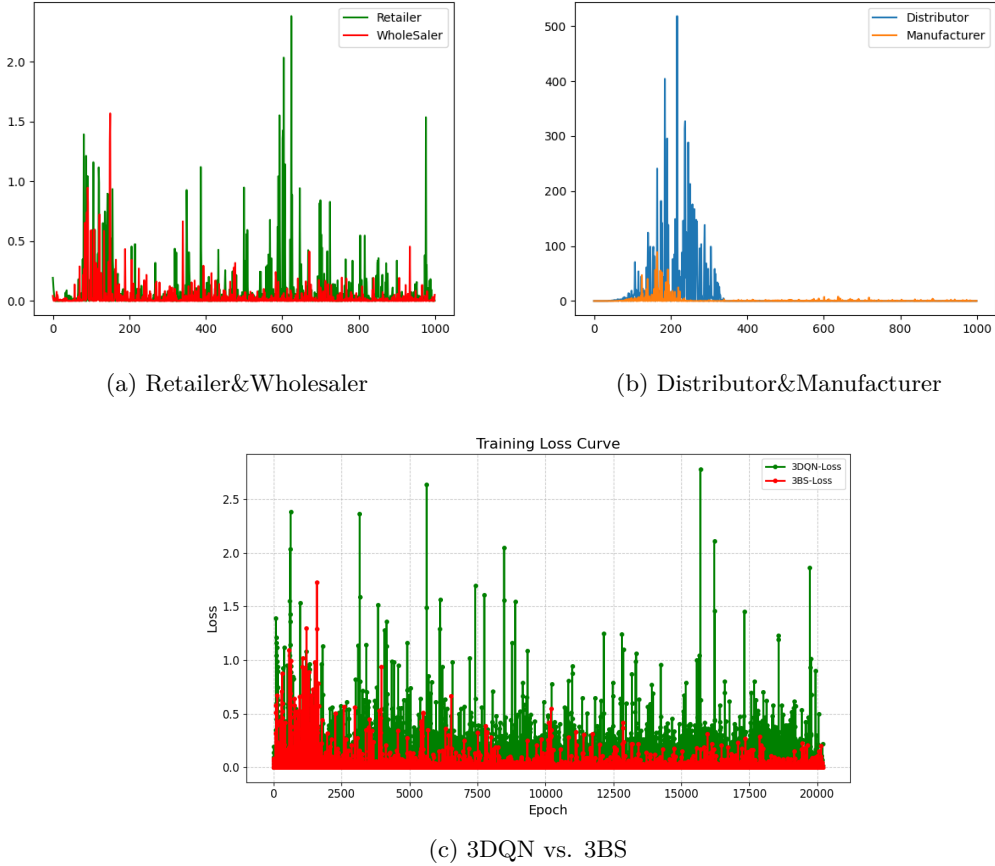 Retailer
WholeSaler
2.0
1.5
1.0
0.5
0.0
0 200 400 600 800 1000
(a) Retailer&Wholesaler
Distributor
Manufacturer
500
400
300
200
100
0
0 200 400 600 800 1000
(b) Distributor&Manufacturer
Training Loss Curve
3DQN-Loss
3BS-Loss
Loss
2.5
2.0
1.5
1.0
0.5
0.0
0 2500 5000 7500 10000 12500 15000 17500 20000
Epoch
(c) 3DQN vs. 3BS